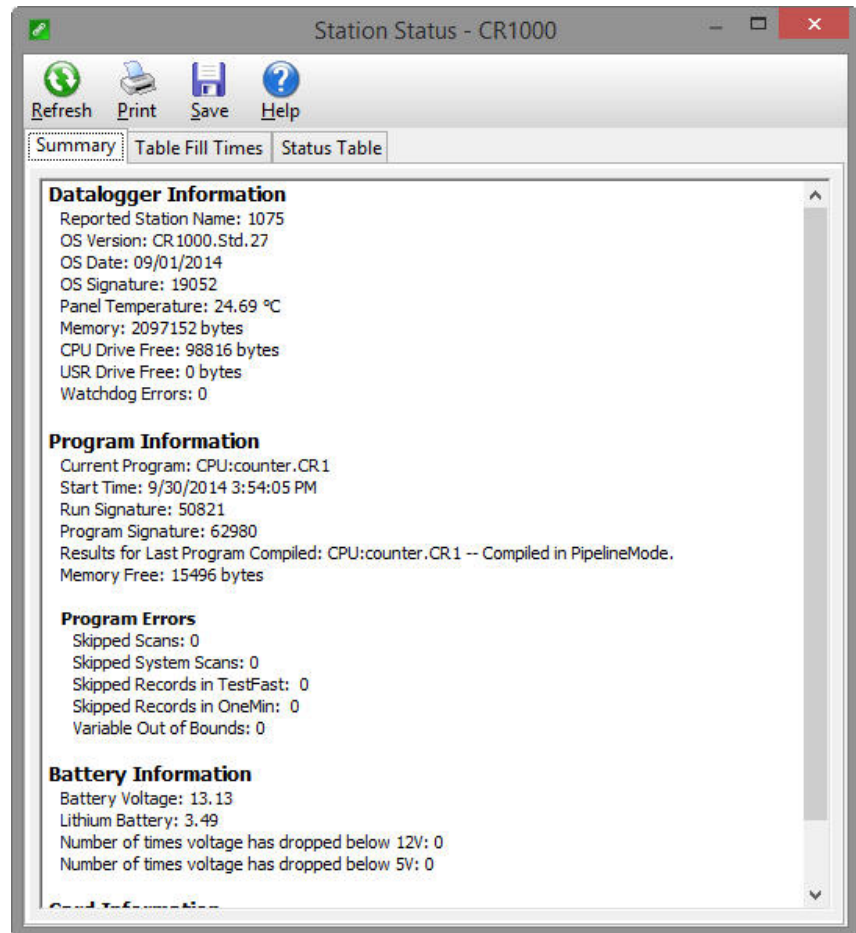 Station Status - CR1000
Refresh Print Save Help
Summary Table Fill Times Status Table
Datalogger Information
Reported Station Name: 1075
OS Version: CR1000.Std.27
OS Date: 09/01/2014
OS Signature: 19052
Panel Temperature: 24.69 ºC
Memory: 2097152 bytes
CPU Drive Free: 98816 bytes
USR Drive Free: 0 bytes
Watchdog Errors: 0
Program Information
Current Program: CPU:counter.CR1
Start Time: 9/30/2014 3:54:05 PM
Run Signature: 50821
Program Signature: 62980
Results for Last Program Compiled: CPU:counter.CR1 -- Compiled in PipelineMode.
Memory Free: 15496 bytes
Program Errors
Skipped Scans: 0
Skipped System Scans: 0
Skipped Records in TestFast: 0
Skipped Records in OneMin: 0
Variable Out of Bounds: 0
Battery Information
Battery Voltage: 13.13
Lithium Battery: 3.49
Number of times voltage has dropped below 12V: 0
Number of times voltage has dropped below 5V: 0
Card Information